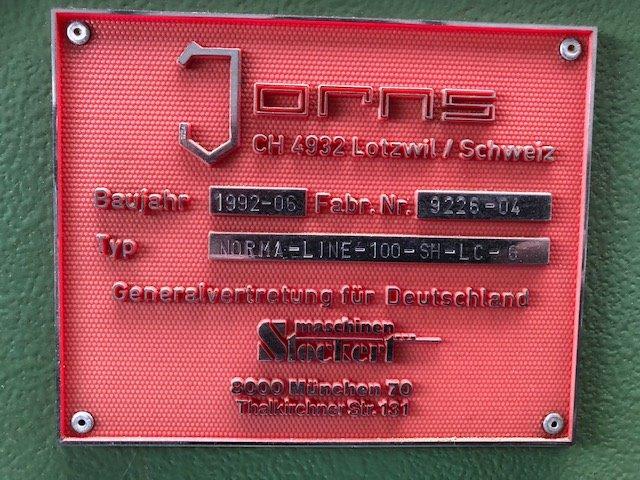 Jorns
CH 4932 Lotzwil / Schweiz
Baujahr 1992-06 Fabr. Nr. 9226-04
Typ NORMA-LINE-100-SH-LC-6
Generalvertretung für Deutschland
maschinen
Stockert
8000 München 70
Thalkirchner Str. 131